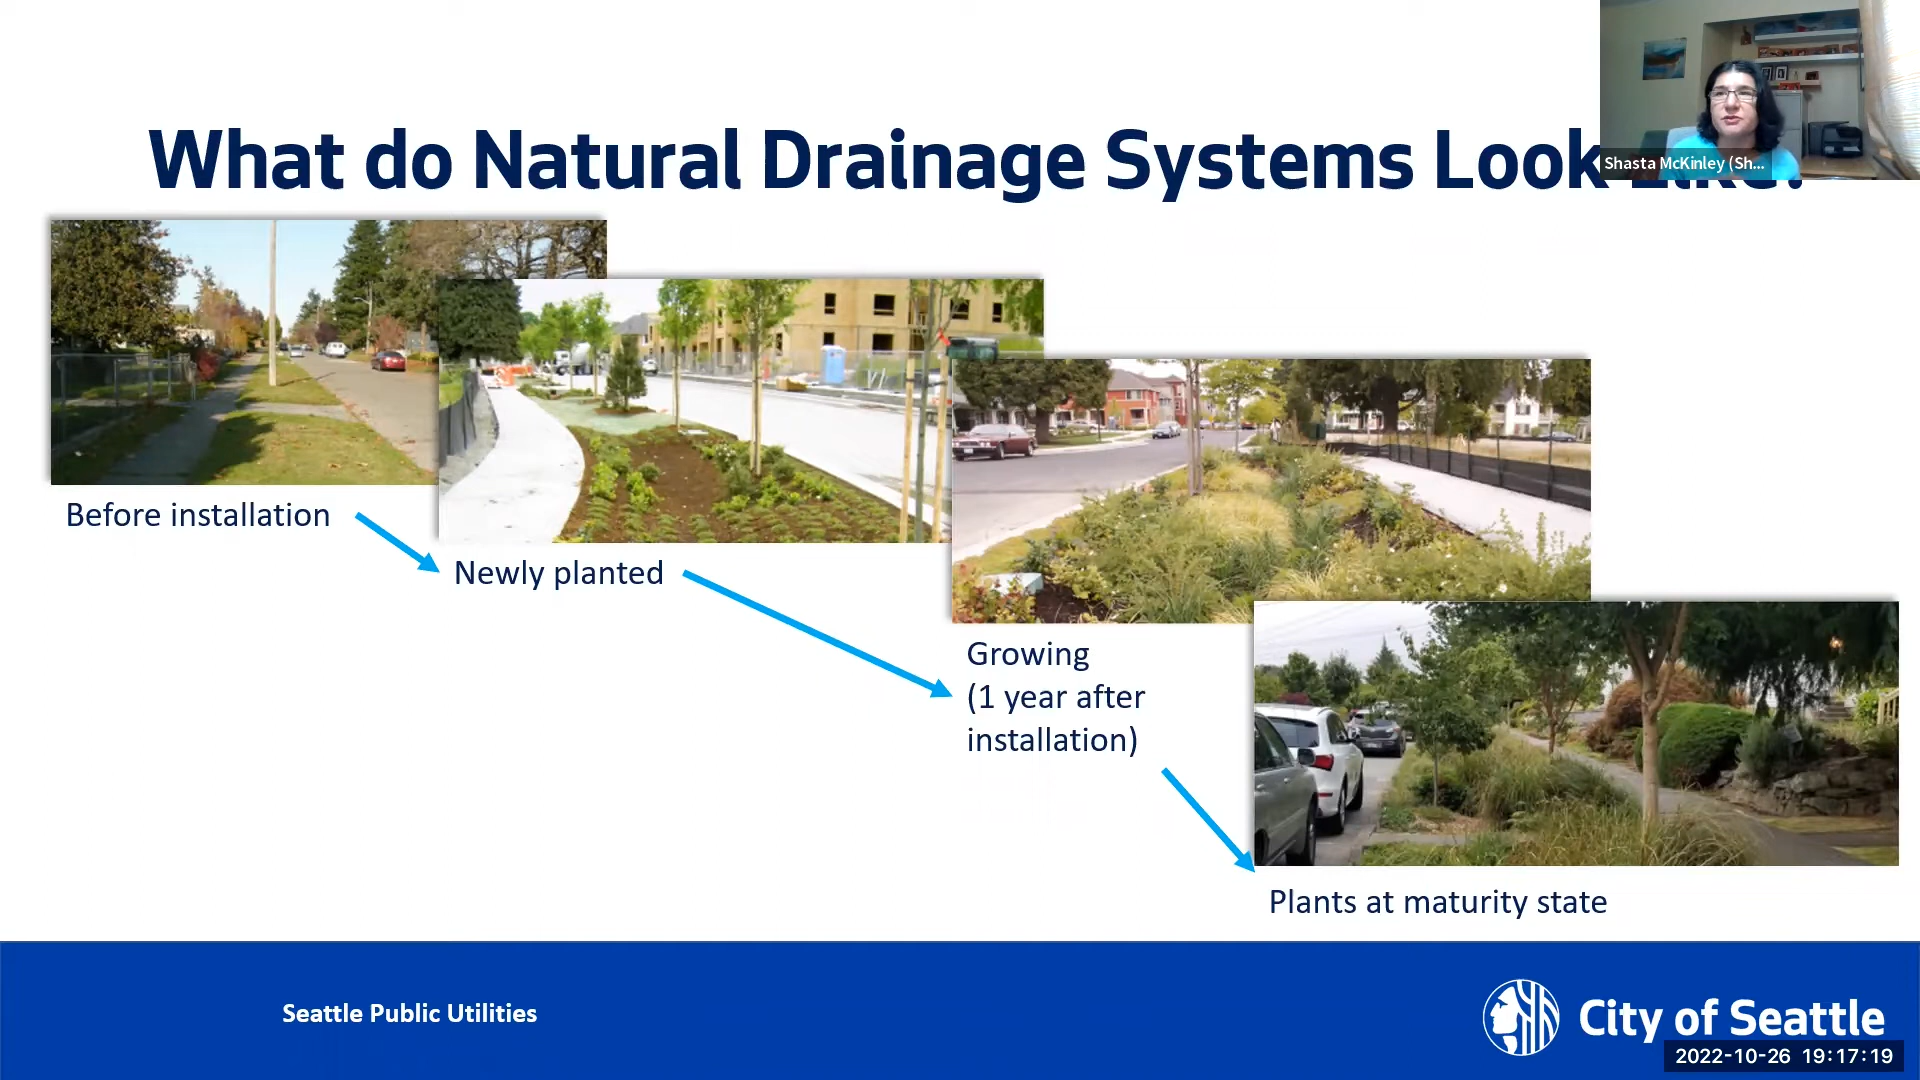 What do Natural Drainage Systems Look Like?
Shasta McKinley (Sh...
Before installation
Newly planted
Growing
(1 year after
installation)
Plants at maturity state
Seattle Public Utilities
City of Seattle
2022-10-26 19:17:19